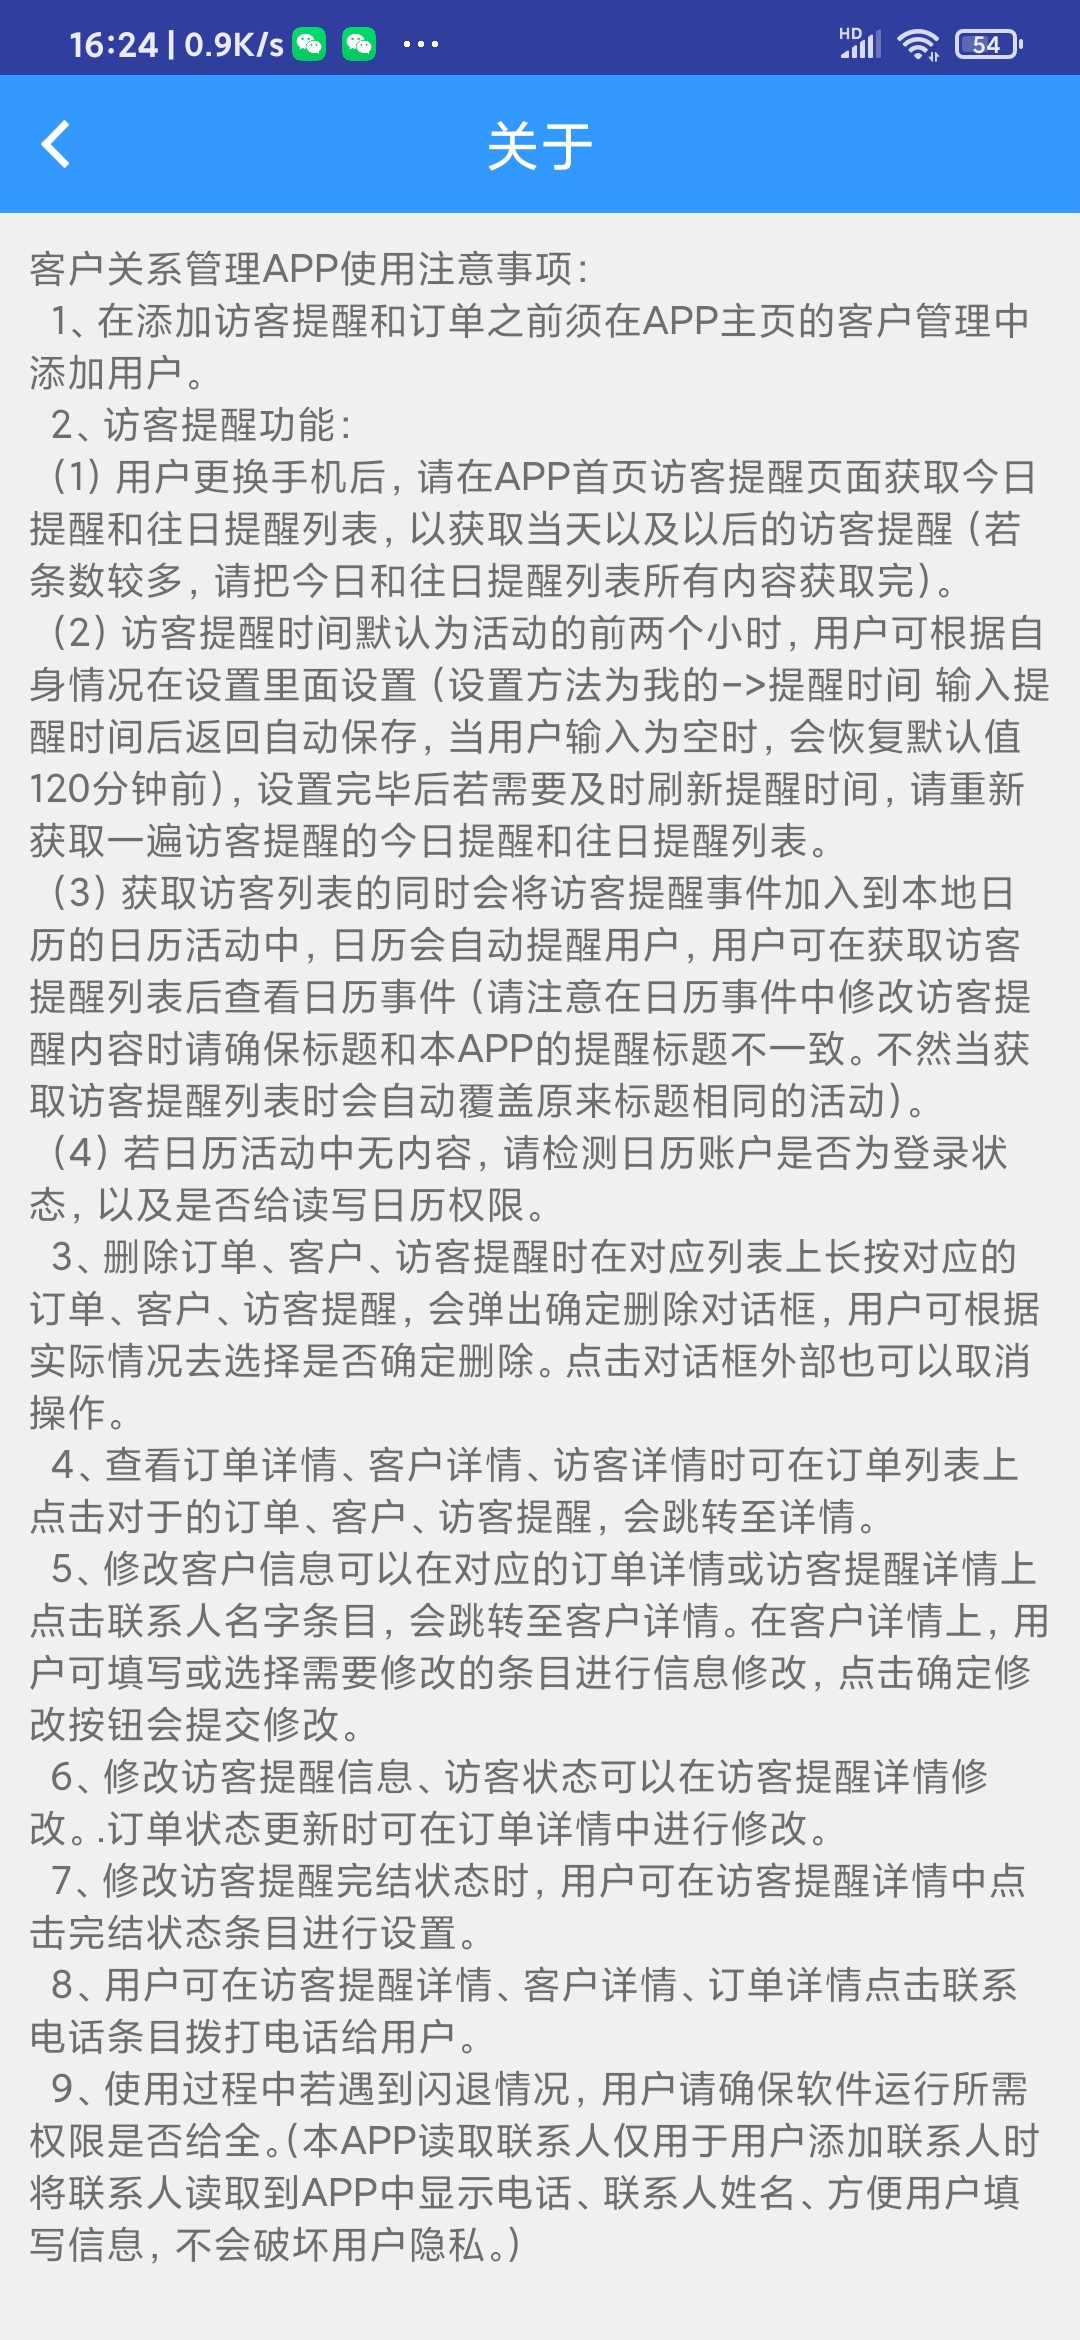 16:24 | 0.9K/s
HD
54
关于
客户关系管理APP使用注意事项：
1、在添加访客提醒和订单之前须在APP主页的客户管理中
添加用户。
2、访客提醒功能：
（1）用户更换手机后，请在APP首页访客提醒页面获取今日
提醒和往日提醒列表，以获取当天以及以后的访客提醒（若
条数较多，请把今日和往日提醒列表所有内容获取完）。
（2）访客提醒时间默认为活动的前两个小时，用户可根据自
身情况在设置里面设置（设置方法为我的–>提醒时间 输入提
醒时间后返回自动保存，当用户输入为空时，会恢复默认值
120分钟前），设置完毕后若需要及时刷新提醒时间，请重新
获取一遍访客提醒的今日提醒和往日提醒列表。
（3）获取访客列表的同时会将访客提醒事件加入到本地日
历的日历活动中，日历会自动提醒用户，用户可在获取访客
提醒列表后查看日历事件（请注意在日历事件中修改访客提
醒内容时请确保标题和本APP的提醒标题不一致。不然当获
取访客提醒列表时会自动覆盖原来标题相同的活动）。
（4）若日历活动中无内容，请检测日历账户是否为登录状
态，以及是否给读写日历权限。
3、删除订单、客户、访客提醒时在对应列表上长按对应的
订单、客户、访客提醒，会弹出确定删除对话框，用户可根据
实际情况去选择是否确定删除。点击对话框外部也可以取消
操作。
4、查看订单详情、客户详情、访客详情时可在订单列表上
点击对于的订单、客户、访客提醒，会跳转至详情。
5、修改客户信息可以在对应的订单详情或访客提醒详情上
点击联系人名字条目，会跳转至客户详情。在客户详情上，用
户可填写或选择需要修改的条目进行信息修改，点击确定修
改按钮会提交修改。
6、修改访客提醒信息、访客状态可以在访客提醒详情修
改。.订单状态更新时可在订单详情中进行修改。
7、修改访客提醒完结状态时，用户可在访客提醒详情中点
击完结状态条目进行设置。
8、用户可在访客提醒详情、客户详情、订单详情点击联系
电话条目拨打电话给用户。
9、使用过程中若遇到闪退情况，用户请确保软件运行所需
权限是否给全。（本APP读取联系人仅用于用户添加联系人时
将联系人读取到APP中显示电话、联系人姓名、方便用户填
写信息，不会破坏用户隐私。）